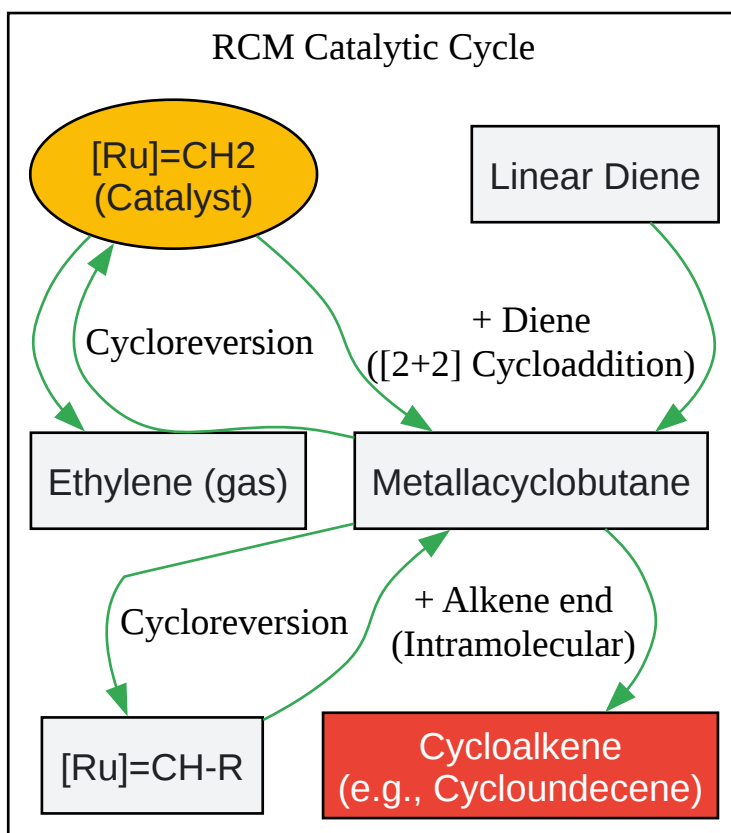 RCM Catalytic Cycle
[Ru]=CH2
(Catalyst)
Linear Diene
Cycloreversion
+ Diene
([2+2] Cycloaddition)
Ethylene (gas)
Metallacyclobutane
Cycloreversion
+ Alkene end
(Intramolecular)
[Ru]=CH-R
Cycloalkene
(e.g., Cycloundecene)